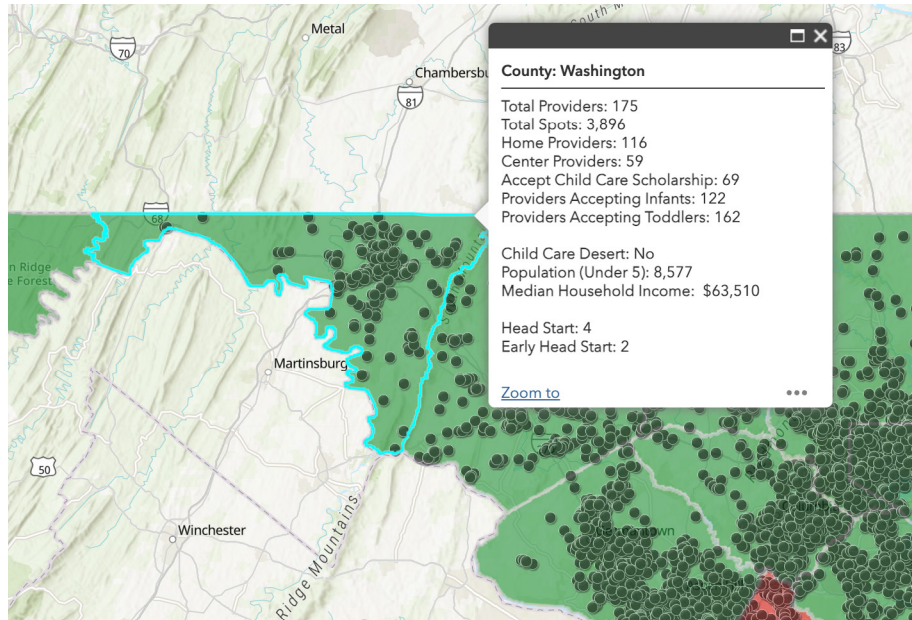 Metal
70
Chambersbu
81
83
68
n Ridge
e Forest
Martinsburg
50
Winchester
Ridge Mountains
County: Washington
Total Providers: 175
Total Spots: 3,896
Home Providers: 116
Center Providers: 59
Accept Child Care Scholarship: 69
Providers Accepting Infants: 122
Providers Accepting Toddlers: 162
Child Care Desert: No
Population (Under 5): 8,577
Median Household Income: $63,510
Head Start: 4
Early Head Start: 2
Zoom to